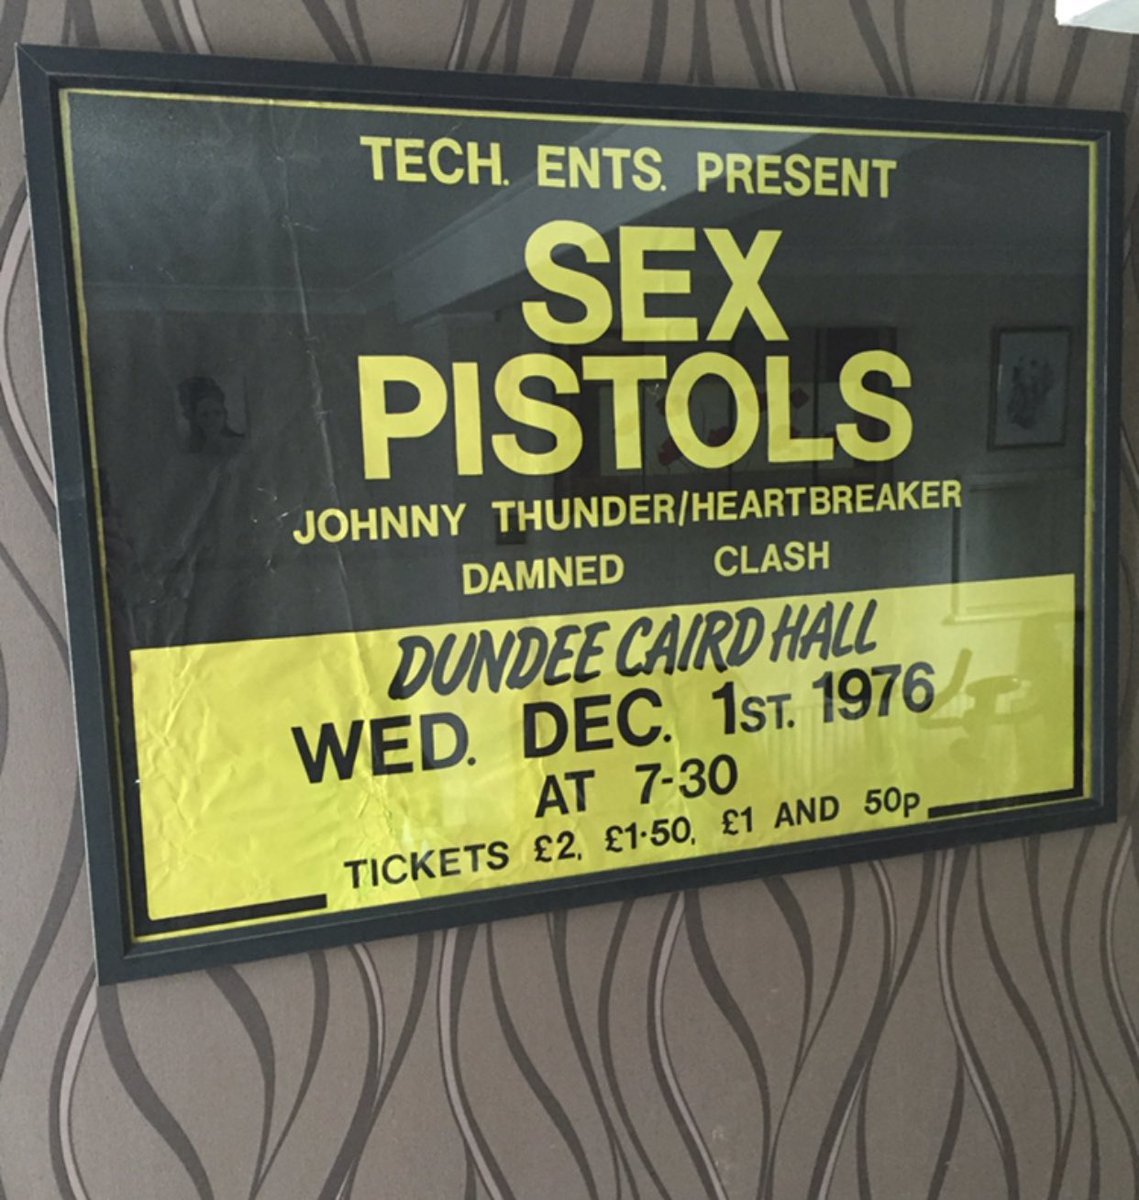 TECH. ENTS. PRESENT
SEX
PISTOLS
JOHNNY THUNDER/HEARTBREAKER
DAMNED CLASH
DUNDEE CAIRD HALL
WED. DEC. 1ST. 1976
AT 7-30
TICKETS £2, £1·50, £1 AND 50p